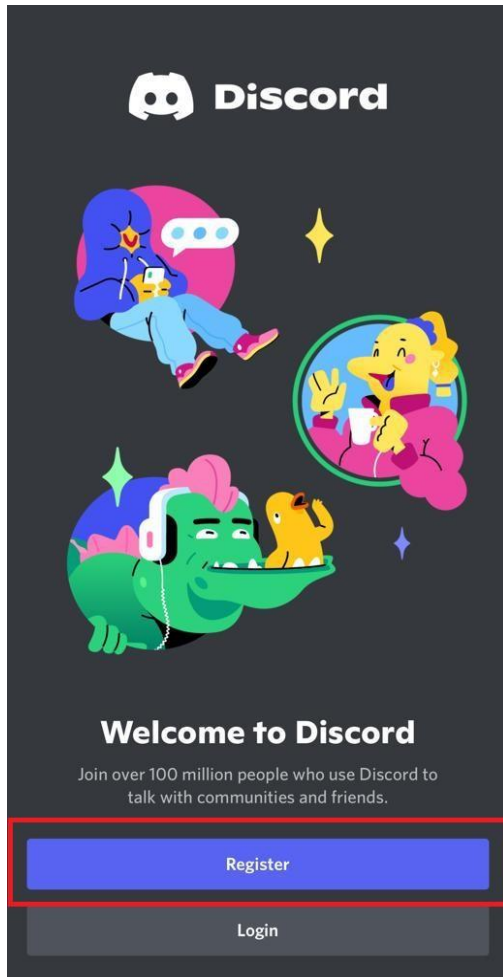 Discord
Welcome to Discord
Join over 100 million people who use Discord to
talk with communities and friends.
Register
Login